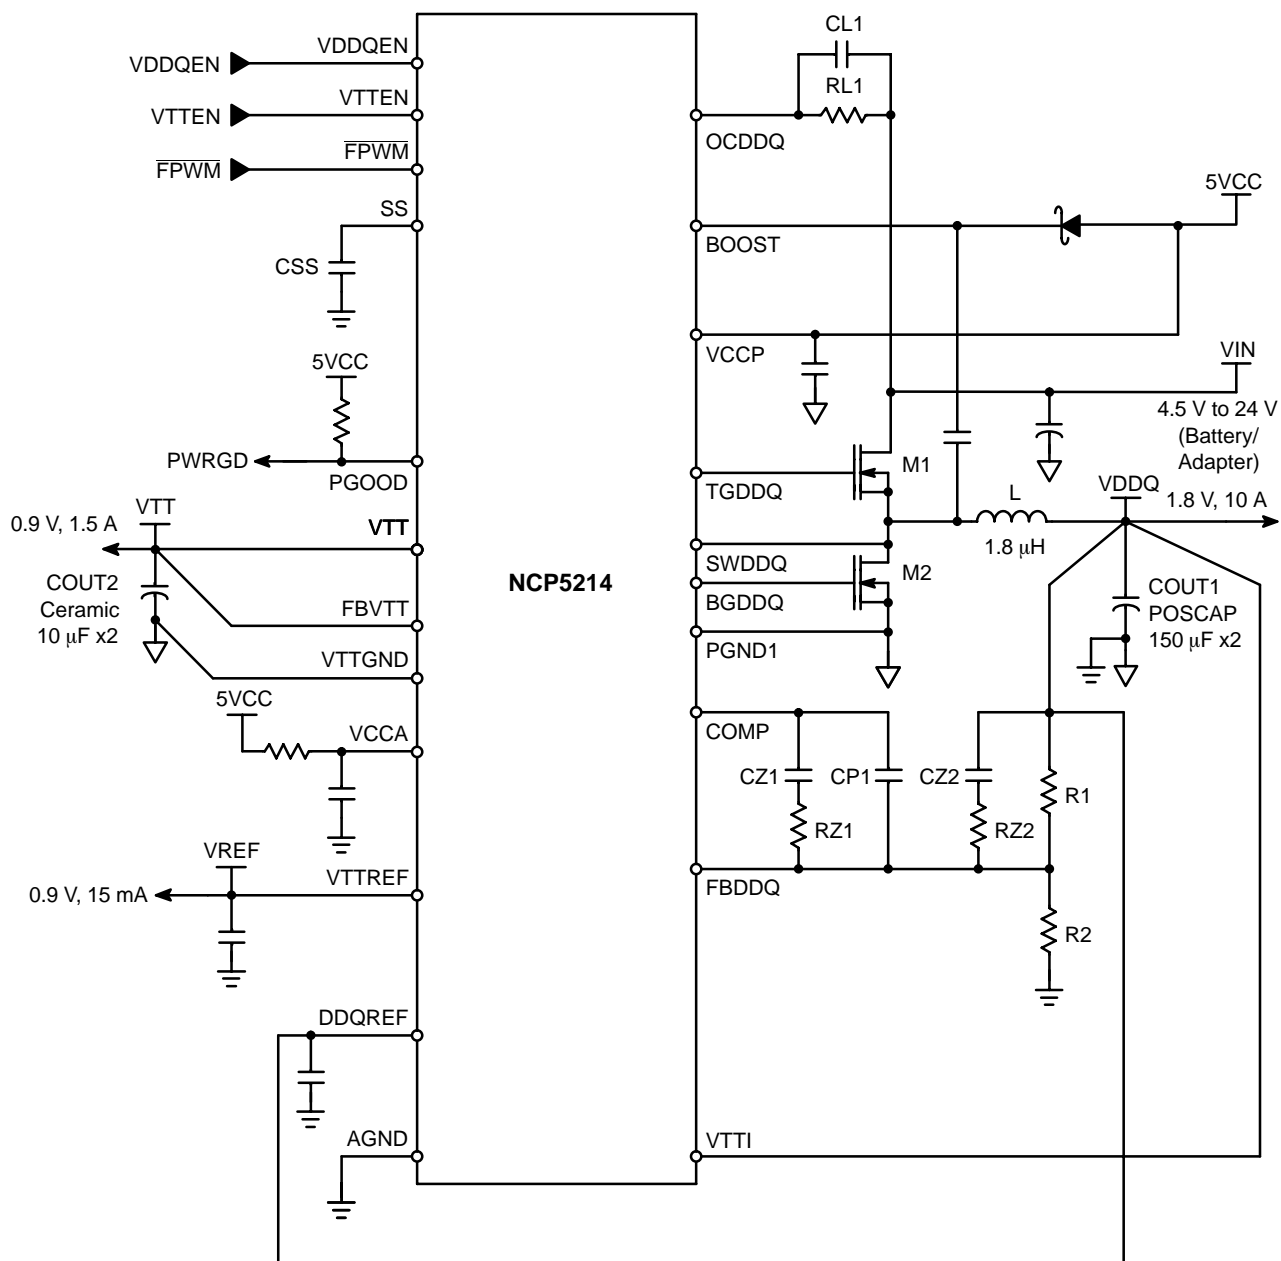 VDDQEN
VDDQEN
VTTEN
VTTEN
FPWM
FPWM
SS
CSS
5VCC
PWRGD
PGOOD
VTT
0.9 V, 1.5 A
VTT
COUT2
Ceramic
10 μF x2
FBVTT
VTTGND
5VCC
VCCA
VREF
0.9 V, 15 mA
VTTREF
DDQREF
AGND
NCP5214
CL1
RL1
OCDDQ
5VCC
BOOST
VCCP
VIN
4.5 V to 24 V
(Battery/
Adapter)
M1
TGDDQ
L
1.8 μH
VDDQ
1.8 V, 10 A
SWDDQ
M2
BGDDQ
PGND1
COUT1
POSCAP
150 μF x2
COMP
CZ1
CP1
CZ2
R1
RZ1
RZ2
FBDDQ
R2
VTTI